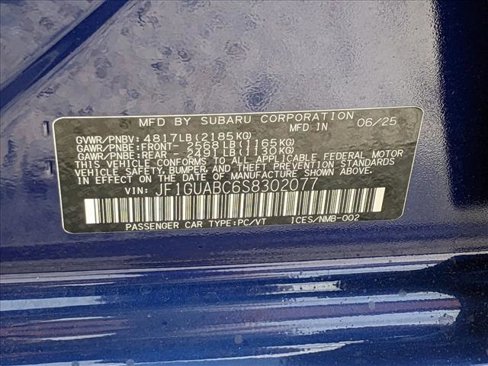 MFD BY SUBARU CORPORATION
MFD IN 06/25
GVWR/PNBV: 4817LB(2185KG)
GAWR/PNBE:FRONT- 2568LB(1165KG)
GAWR/PNBE:REAR - 2491LB(1130KG)
THIS VEHICLE CONFORMS TO ALL APPLICABLE FEDERAL MOTOR
VEHICLE SAFETY, BUMPER, AND THEFT PREVENTION STANDARDS
IN EFFECT ON THE DATE OF MANUFACTURE SHOWN ABOVE.
VIN: JF1GUABC6S8302077
PASSENGER CAR TYPE:PC/VT ICES/NMB-002